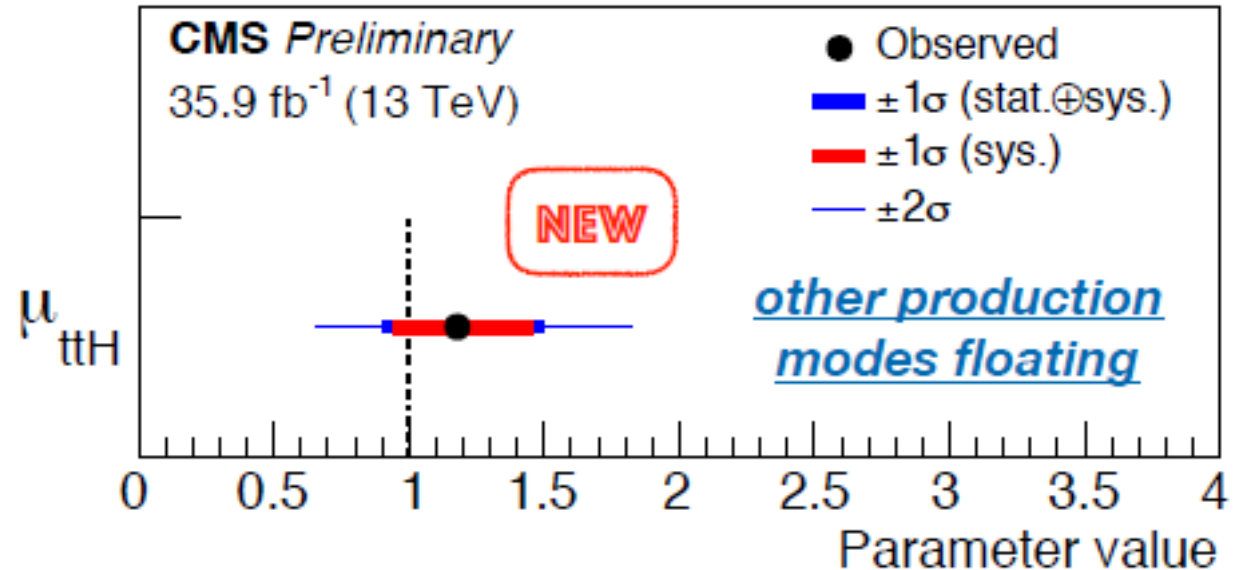 CMS Preliminary
35.9 fb⁻¹ (13 TeV)
Observed
±1σ (stat.⊕sys.)
±1σ (sys.)
±2σ
NEW
other production
modes floating
μ_ttH
0 0.5 1 1.5 2 2.5 3 3.5 4
Parameter value